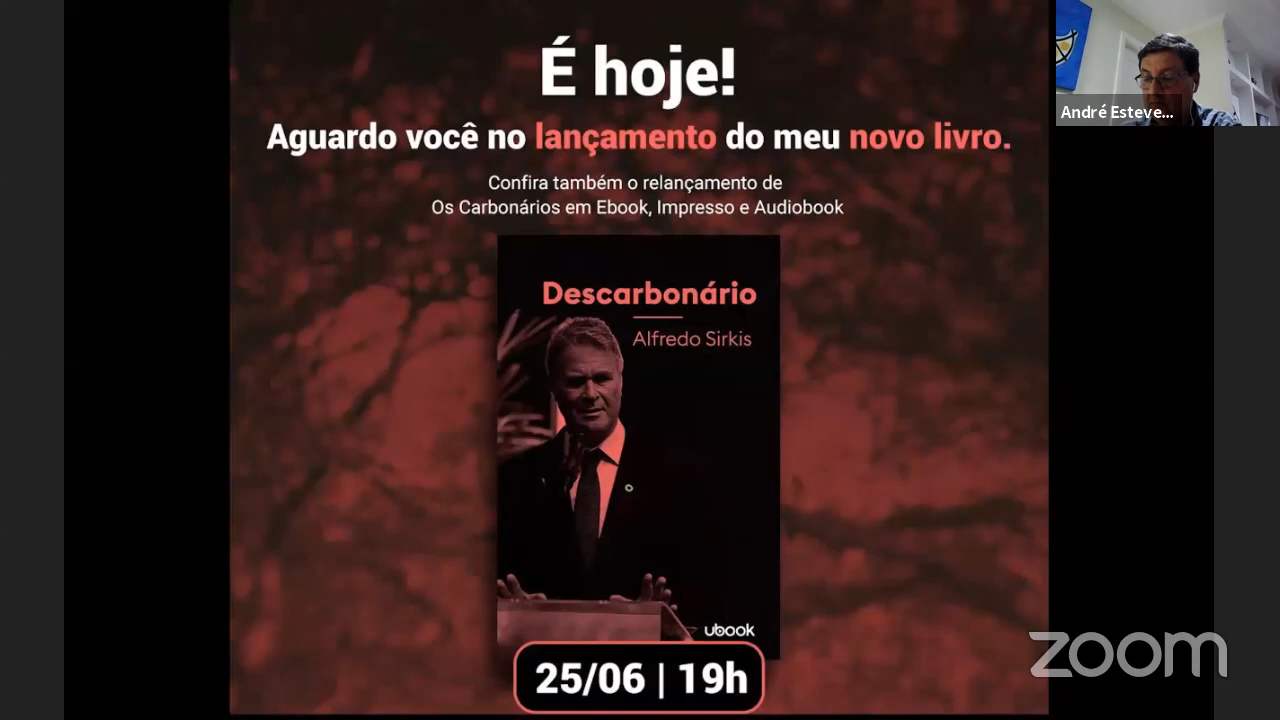 É hoje!
Aguardo você no lançamento do meu novo livro.
Confira também o relançamento de
Os Carbonários em Ebook, Impresso e Audiobook
Descarbonário
Alfredo Sirkis
ubook
25/06 | 19h
André Esteve...
zoom